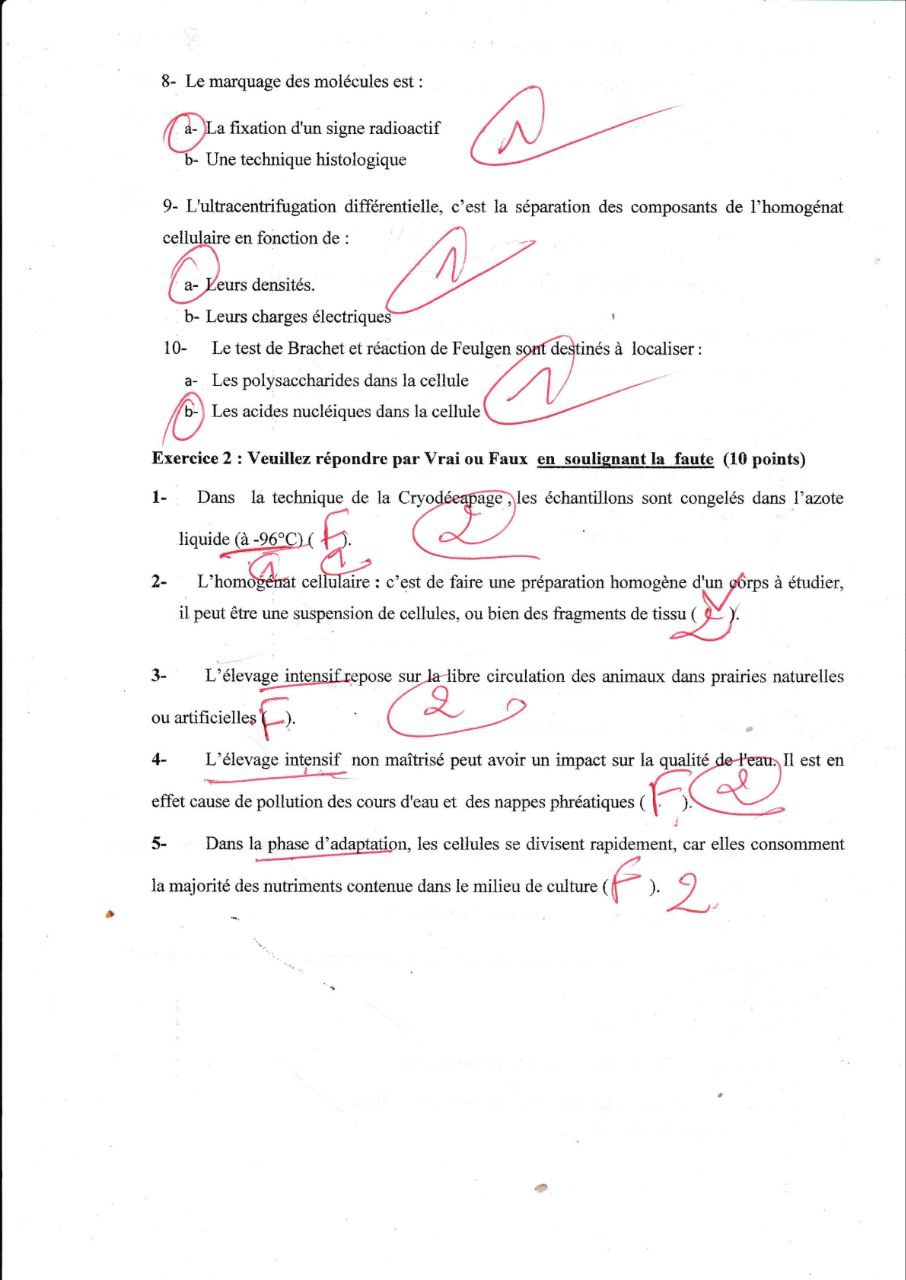 8- Le marquage des molécules est :
a- La fixation d'un signe radioactif
1
b- Une technique histologique
9- L'ultracentrifugation différentielle, c’est la séparation des composants de l’homogénat
cellulaire en fonction de :
1
a- Leurs densités.
b- Leurs charges électriques
10- Le test de Brachet et réaction de Feulgen sont destinés à localiser :
a- Les polysaccharides dans la cellule
1
b- Les acides nucléiques dans la cellule
Exercice 2 : Veuillez répondre par Vrai ou Faux en soulignant la faute (10 points)
1- Dans la technique de la Cryodécapage , les échantillons sont congelés dans l’azote
liquide (à -96°C) ( F ). 2
1 1
2- L’homogénat cellulaire : c’est de faire une préparation homogène d'un corps à étudier,
il peut être une suspension de cellules, ou bien des fragments de tissu ( V ).
2
3- L’élevage intensif repose sur la libre circulation des animaux dans prairies naturelles
ou artificielles ( F ). 2
4- L’élevage intensif non maîtrisé peut avoir un impact sur la qualité de l'eau. Il est en
effet cause de pollution des cours d'eau et des nappes phréatiques ( F ). 2
5- Dans la phase d’adaptation, les cellules se divisent rapidement, car elles consomment
la majorité des nutriments contenue dans le milieu de culture ( F ). 2